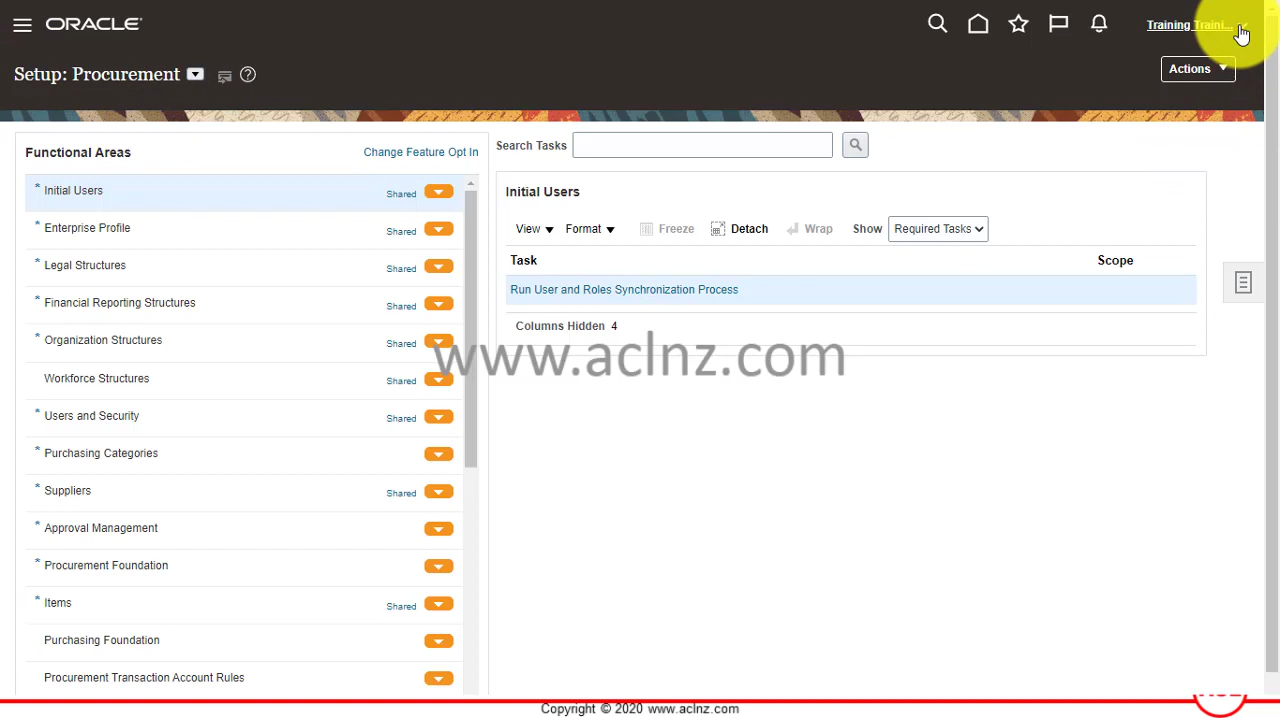 ORACLE
Training Traini...
Setup: Procurement
Actions
Functional Areas
Change Feature Opt In
* Initial Users Shared
* Enterprise Profile Shared
* Legal Structures Shared
* Financial Reporting Structures Shared
* Organization Structures Shared
Workforce Structures Shared
* Users and Security Shared
* Purchasing Categories
* Suppliers Shared
* Approval Management
* Procurement Foundation
* Items Shared
Purchasing Foundation
Procurement Transaction Account Rules
Search Tasks
Initial Users
View Format Freeze Detach Wrap Show Required Tasks
Task Scope
Run User and Roles Synchronization Process
Columns Hidden 4
www.aclnz.com
Copyright © 2020 www.aclnz.com